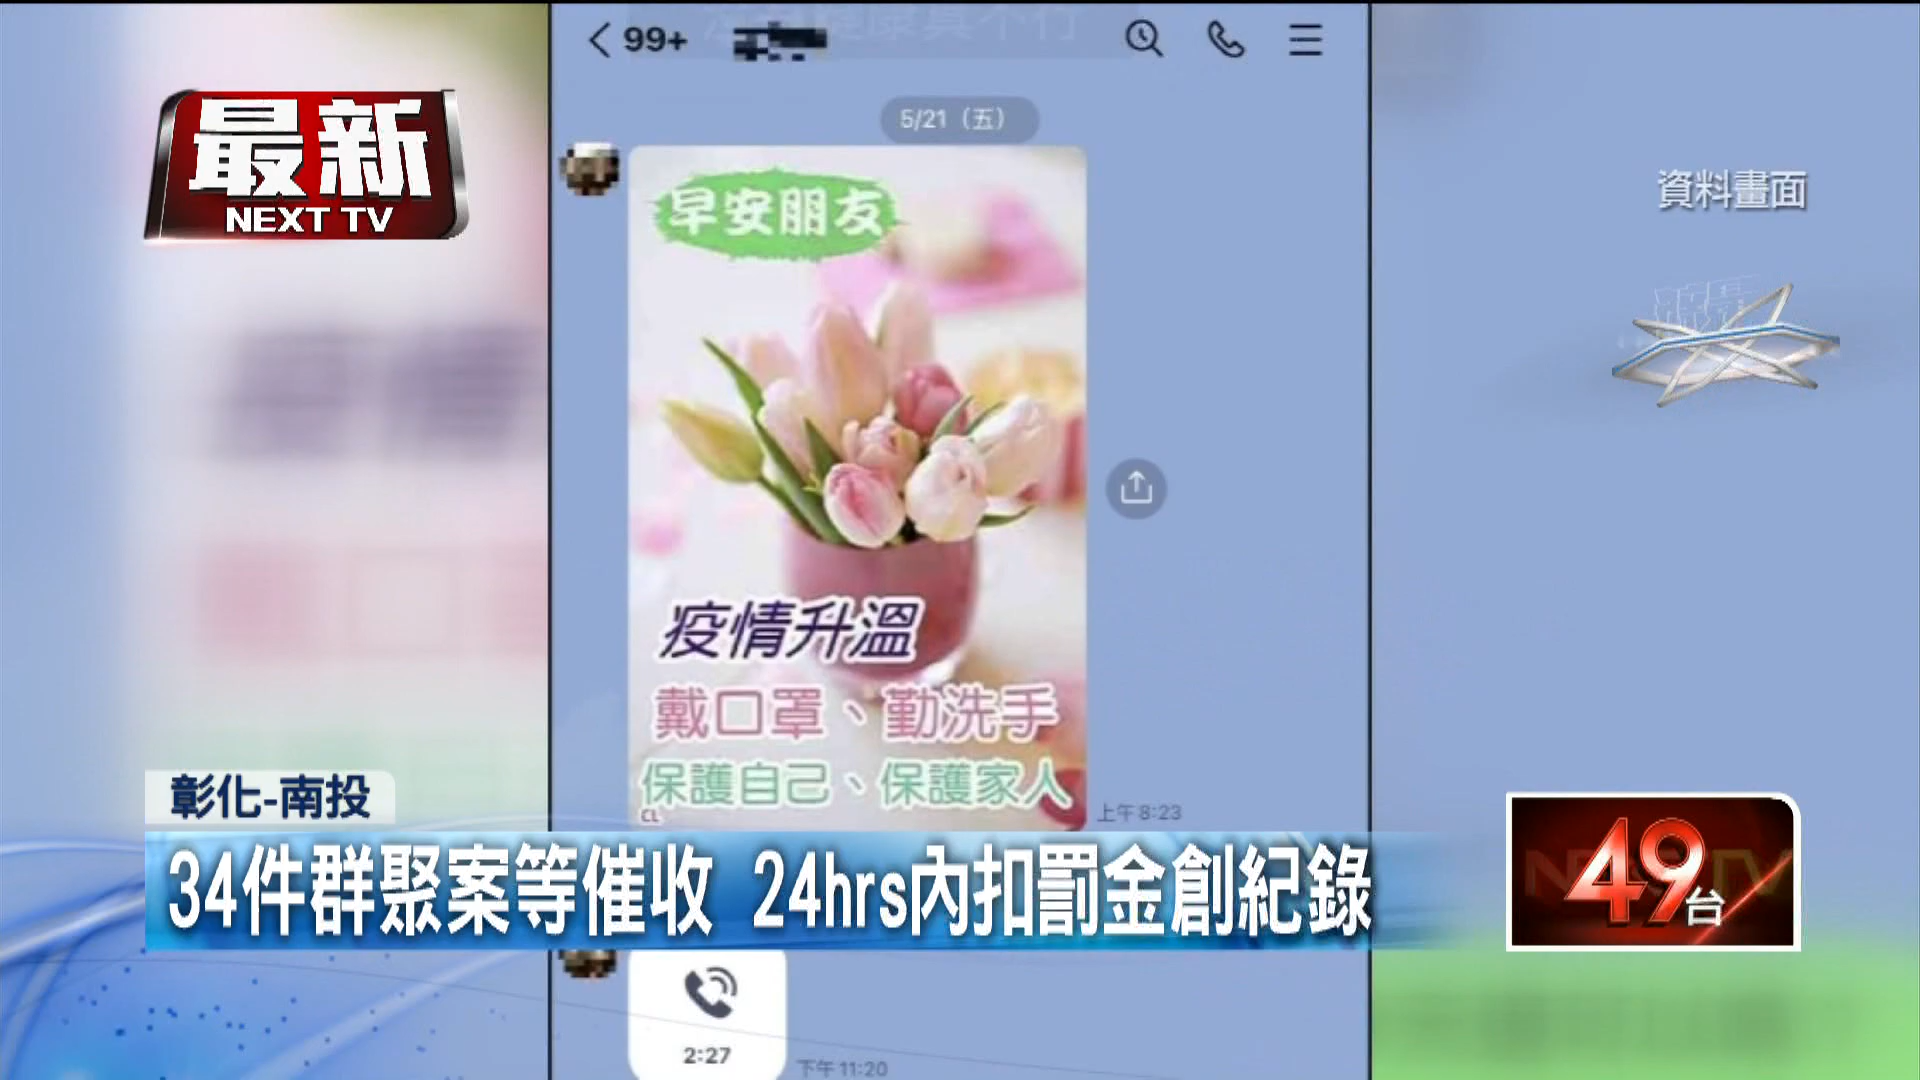 99+
5/21（五）
最新
NEXT TV
資料畫面
早安朋友
疫情升溫
戴口罩、勤洗手
保護自己、保護家人
CL
上午 8:23
彰化-南投
34件群聚案等催收 24hrs內扣罰金創紀錄
49台
2:27
下午 11:20